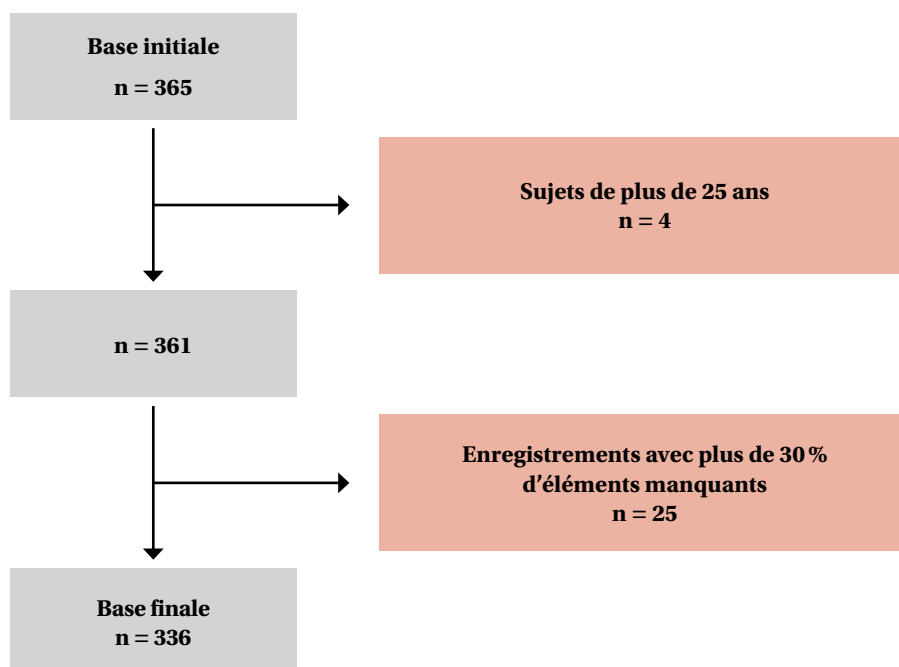 Base initiale
n = 365
Sujets de plus de 25 ans
n = 4
n = 361
Enregistrements avec plus de 30 %
d’éléments manquants
n = 25
Base finale
n = 336